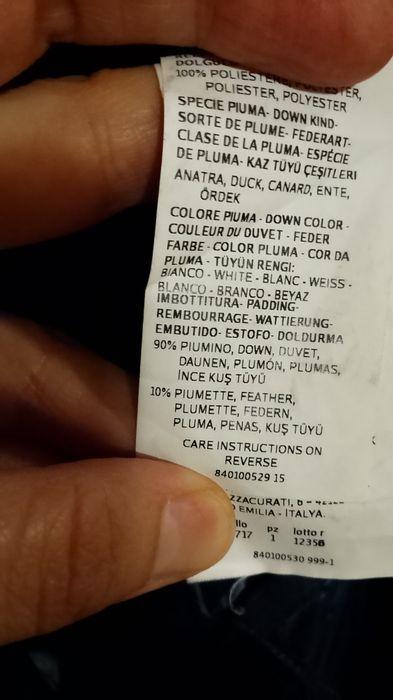 100% POLIESTERE, POLYESTER,
POLIESTER, POLYESTER
SPECIE PIUMA- DOWN KIND-
SORTE DE PLUME- FEDERART-
CLASE DE LA PLUMA- ESPÉCIE
DE PLUMA- KAZ TÜYÜ ÇEŞITLERI
ANATRA, DUCK, CANARD, ENTE,
ÖRDEK
COLORE PIUMA - DOWN COLOR -
COULEUR DU DUVET - FEDER
FARBE - COLOR PLUMA - COR DA
PLUMA - TÜYÜN RENGI:
BIANCO - WHITE - BLANC - WEISS -
BLANCO - BRANCO - BEYAZ
IMBOTTITURA- PADDING-
REMBOURRAGE- WATTIERUNG-
EMBUTIDO- ESTOFO- DOLDURMA
90% PIUMINO, DOWN, DUVET,
DAUNEN, PLUMÓN, PLUMAS,
İNCE KUŞ TÜYÜ
10% PIUMETTE, FEATHER,
PLUMETTE, FEDERN,
PLUMA, PENAS, KUŞ TÜYÜ
CARE INSTRUCTIONS ON
REVERSE
840100529 15
ZZACURATI, 6 -
EMILIA - ITALYA.
llo pz lotto r
717 1 12356
840100530 999-1